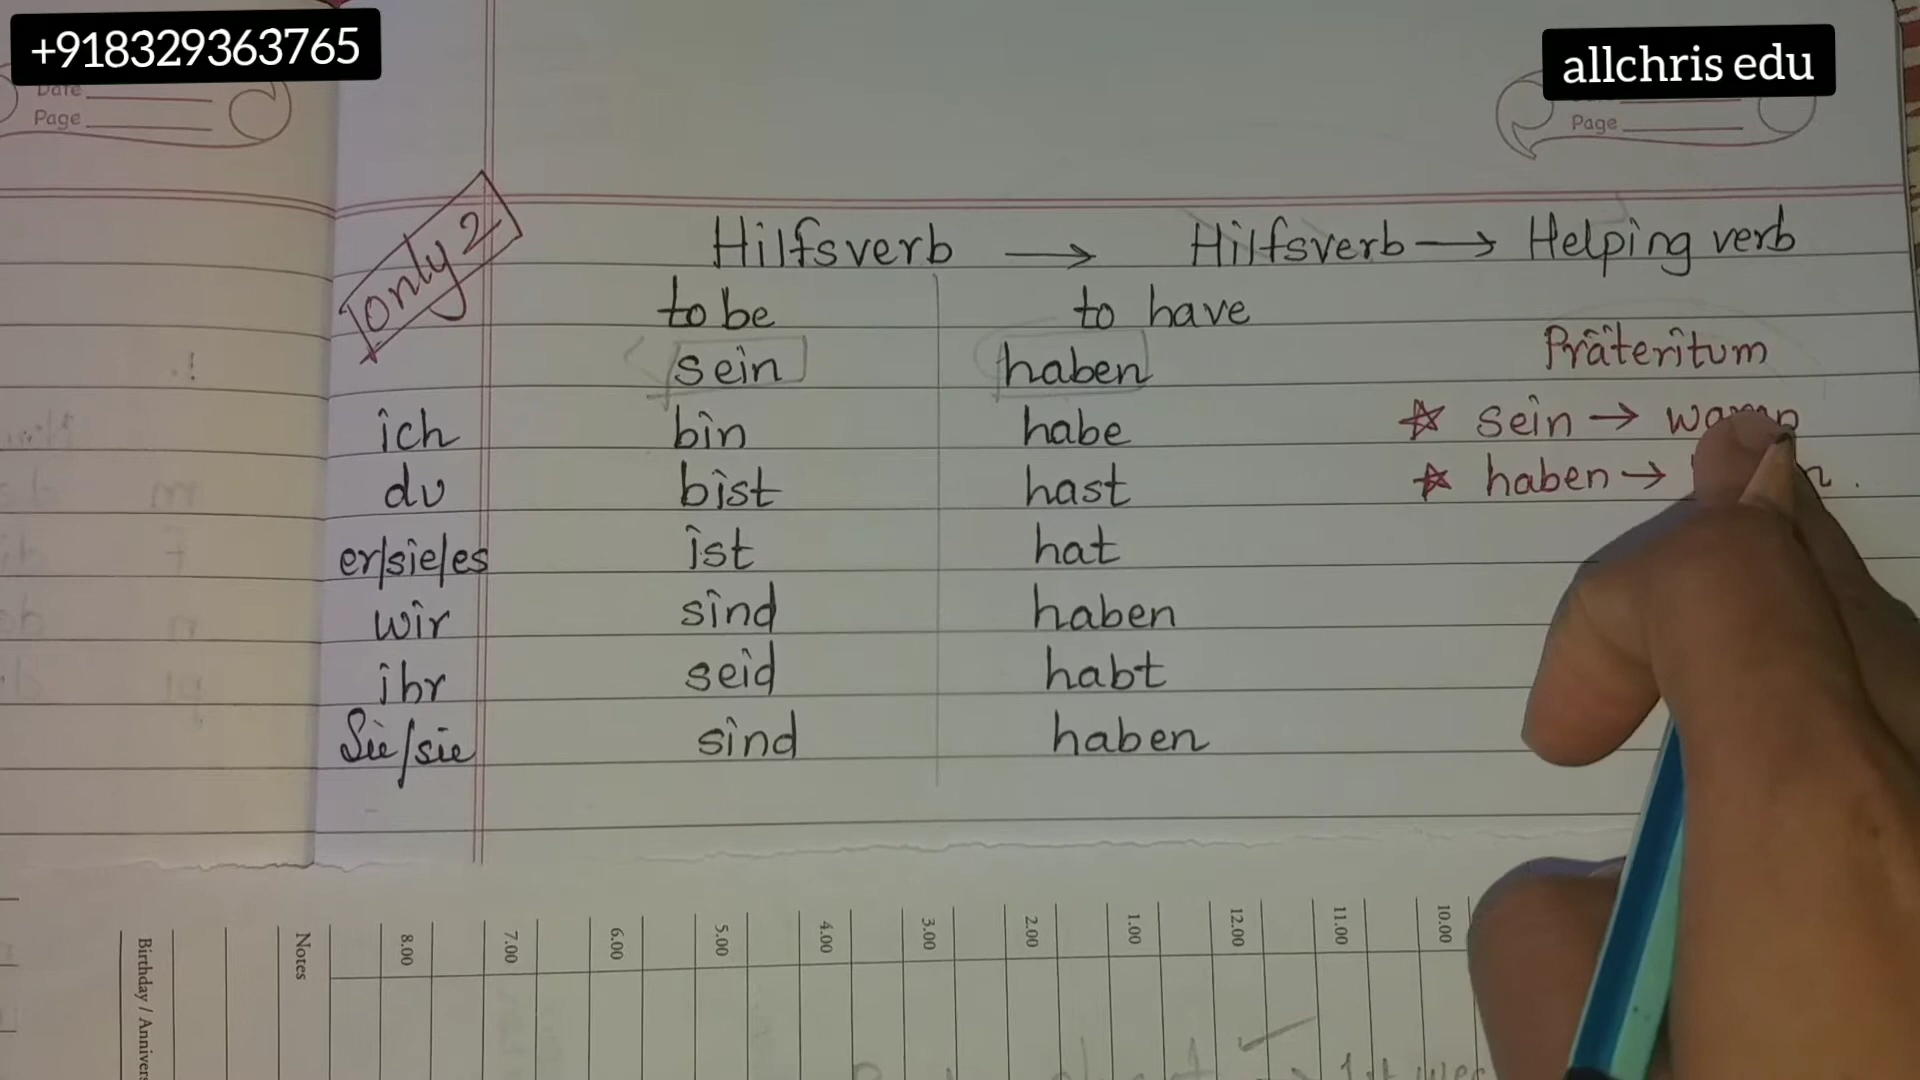 +918329363765
allchris edu
Date
Page
Page
only 2
Hilfsverb → Hilfsverb → Helping verb
to be to have
sein haben Präteritum
ich bin habe ☆ sein →
du bist hast ☆ haben →
er/sie/es ist hat
wir sind haben
ihr seid habt
Sie/sie sind haben
Birthday /
Notes
8.00 7.00 6.00 5.00 4.00 3.00 2.00 1.00 12.00 11.00 10.00